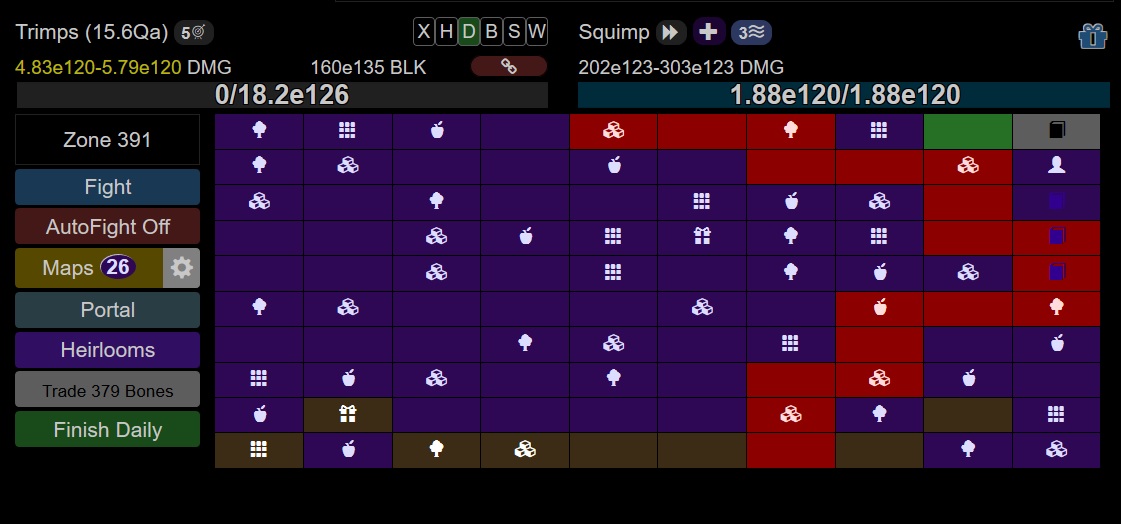 Trimps (15.6Qa) 5 X H D B S W
Squimp 3
4.83e120-5.79e120 DMG 160e135 BLK
202e123-303e123 DMG
0/18.2e126
1.88e120/1.88e120
Zone 391
Fight
AutoFight Off
Maps 26
Portal
Heirlooms
Trade 379 Bones
Finish Daily